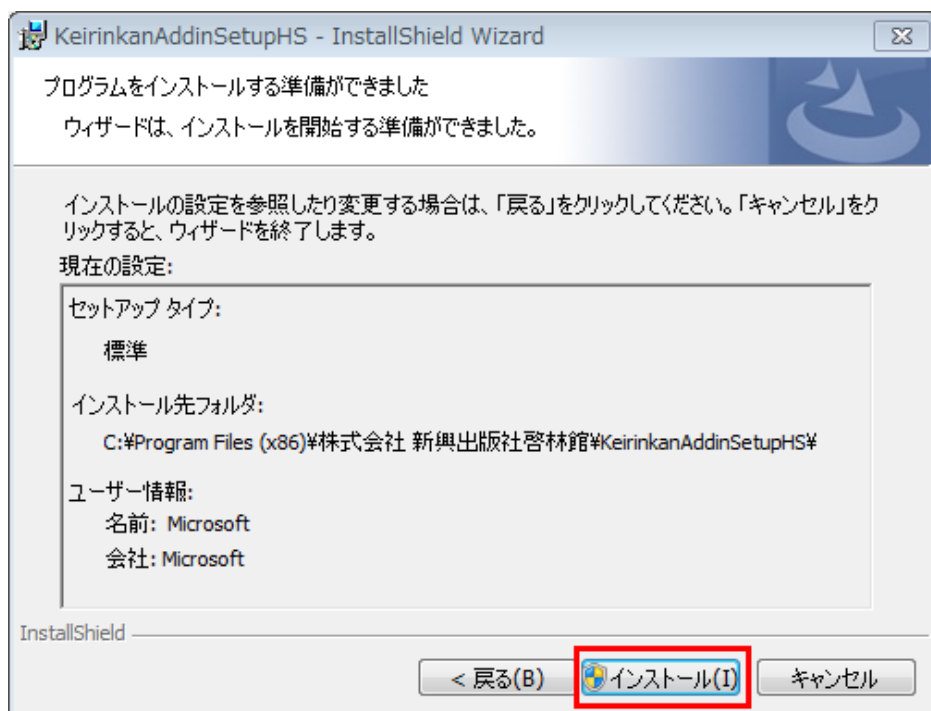 KeirinkanAddinSetupHS - InstallShield Wizard
プログラムをインストールする準備ができました
ウィザードは、インストールを開始する準備ができました。
インストールの設定を参照したり変更する場合は、「戻る」をクリックしてください。「キャンセル」をク
リックすると、ウィザードを終了します。
現在の設定:
セットアップ タイプ:
標準
インストール先フォルダ:
C:¥Program Files (x86)¥株式会社 新興出版社啓林館¥KeirinkanAddinSetupHS¥
ユーザー情報:
名前: Microsoft
会社: Microsoft
InstallShield
< 戻る(B) インストール(I) キャンセル